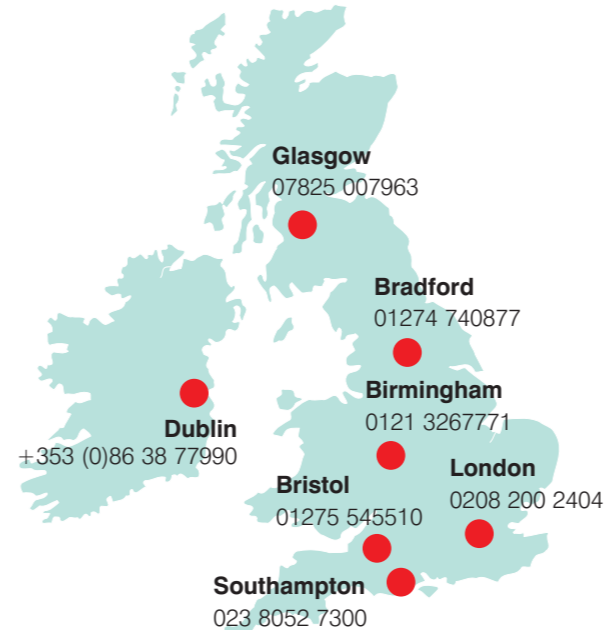 Glasgow
07825 007963
Bradford
01274 740877
Birmingham
0121 3267771
Dublin
+353 (0)86 38 77990
London
0208 200 2404
Bristol
01275 545510
Southampton
023 8052 7300